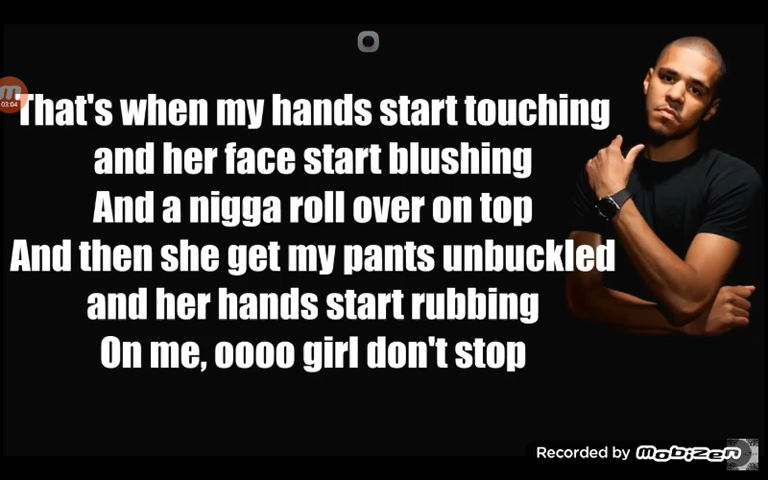 M
03:04
That's when my hands start touching
and her face start blushing
And a nigga roll over on top
And then she get my pants unbuckled
and her hands start rubbing
On me, oooo girl don't stop
Recorded by mobizen